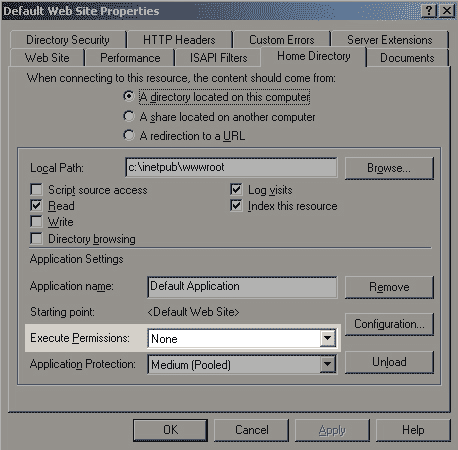 Default Web Site Properties
Directory Security HTTP Headers Custom Errors Server Extensions
Web Site Performance ISAPI Filters Home Directory Documents
When connecting to this resource, the content should come from:
A directory located on this computer
A share located on another computer
A redirection to a URL
Local Path: c:\inetpub\wwwroot Browse...
Script source access Log visits
Read Index this resource
Write
Directory browsing
Application Settings
Application name: Default Application Remove
Starting point: <Default Web Site>
Configuration...
Execute Permissions: None
Application Protection: Medium (Pooled) Unload
OK Cancel Apply Help